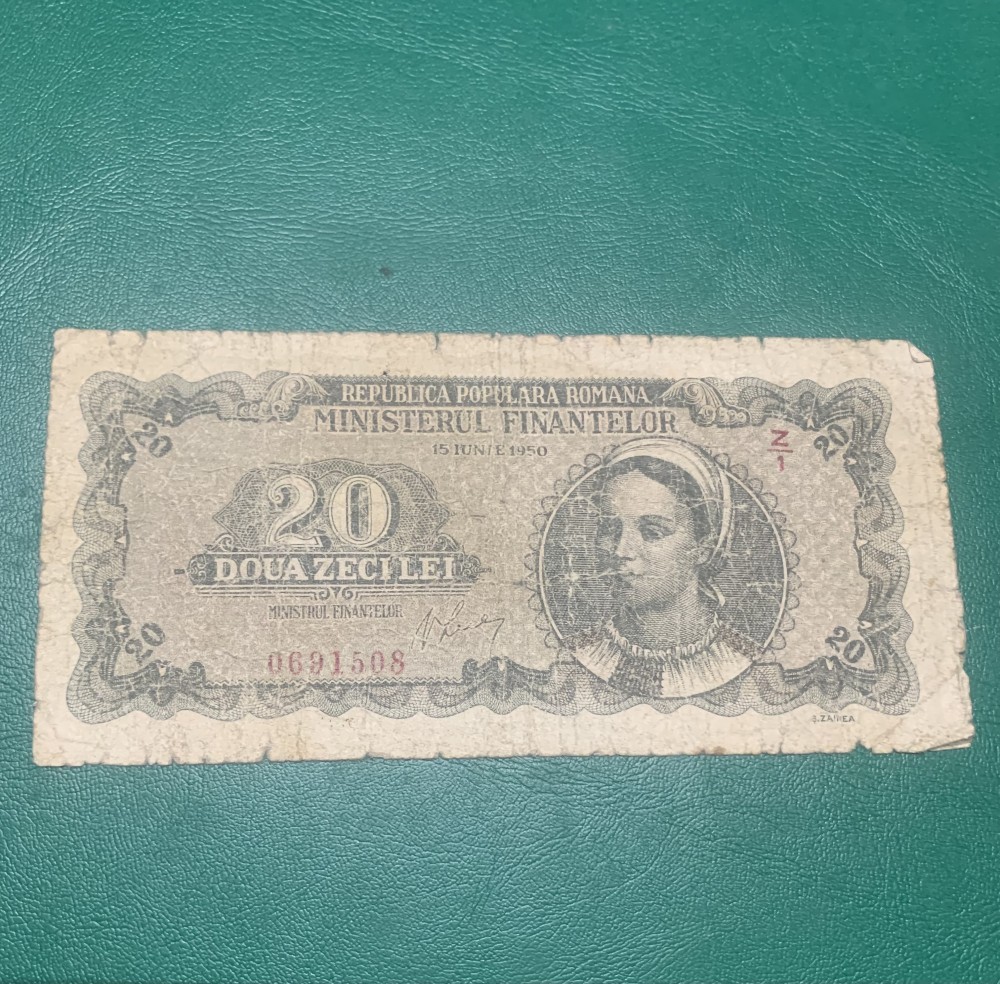 REPUBLICA POPULARA ROMANA
MINISTERUL FINANTELOR
15 IUNIE 1950
Z
1
20
20
20
DOUA ZECI LEI
MINISTRUL FINANTELOR
0691508
20
20